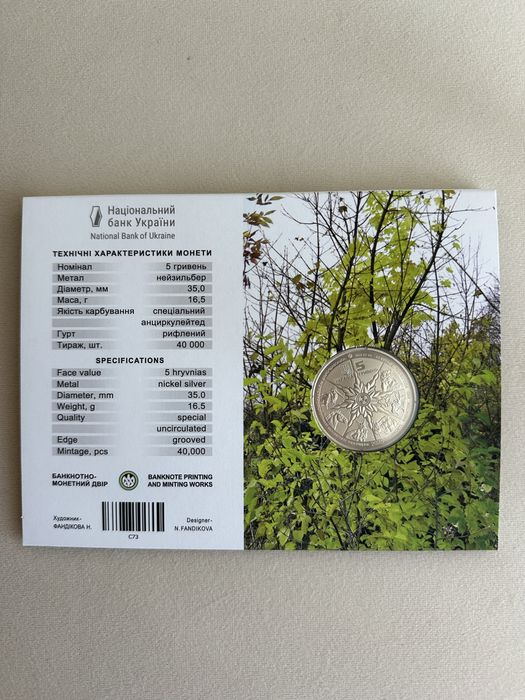 Національний
банк України
National Bank of Ukraine
ТЕХНІЧНІ ХАРАКТЕРИСТИКИ МОНЕТИ
Номінал 5 гривень
Метал нейзильбер
Діаметр, мм 35,0
Маса, г 16,5
Якість карбування спеціальний
анциркулейтед
Гурт рифлений
Тираж, шт. 40 000
SPECIFICATIONS
Face value 5 hryvnias
Metal nickel silver
Diameter, mm 35.0
Weight, g 16.5
Quality special
uncirculated
Edge grooved
Mintage, pcs 40,000
БАНКНОТНО-
МОНЕТНИЙ ДВІР
BANKNOTE PRINTING
AND MINTING WORKS
Художник-
ФАНДІКОВА Н.
C73
Designer-
N. FANDIKOVA
5